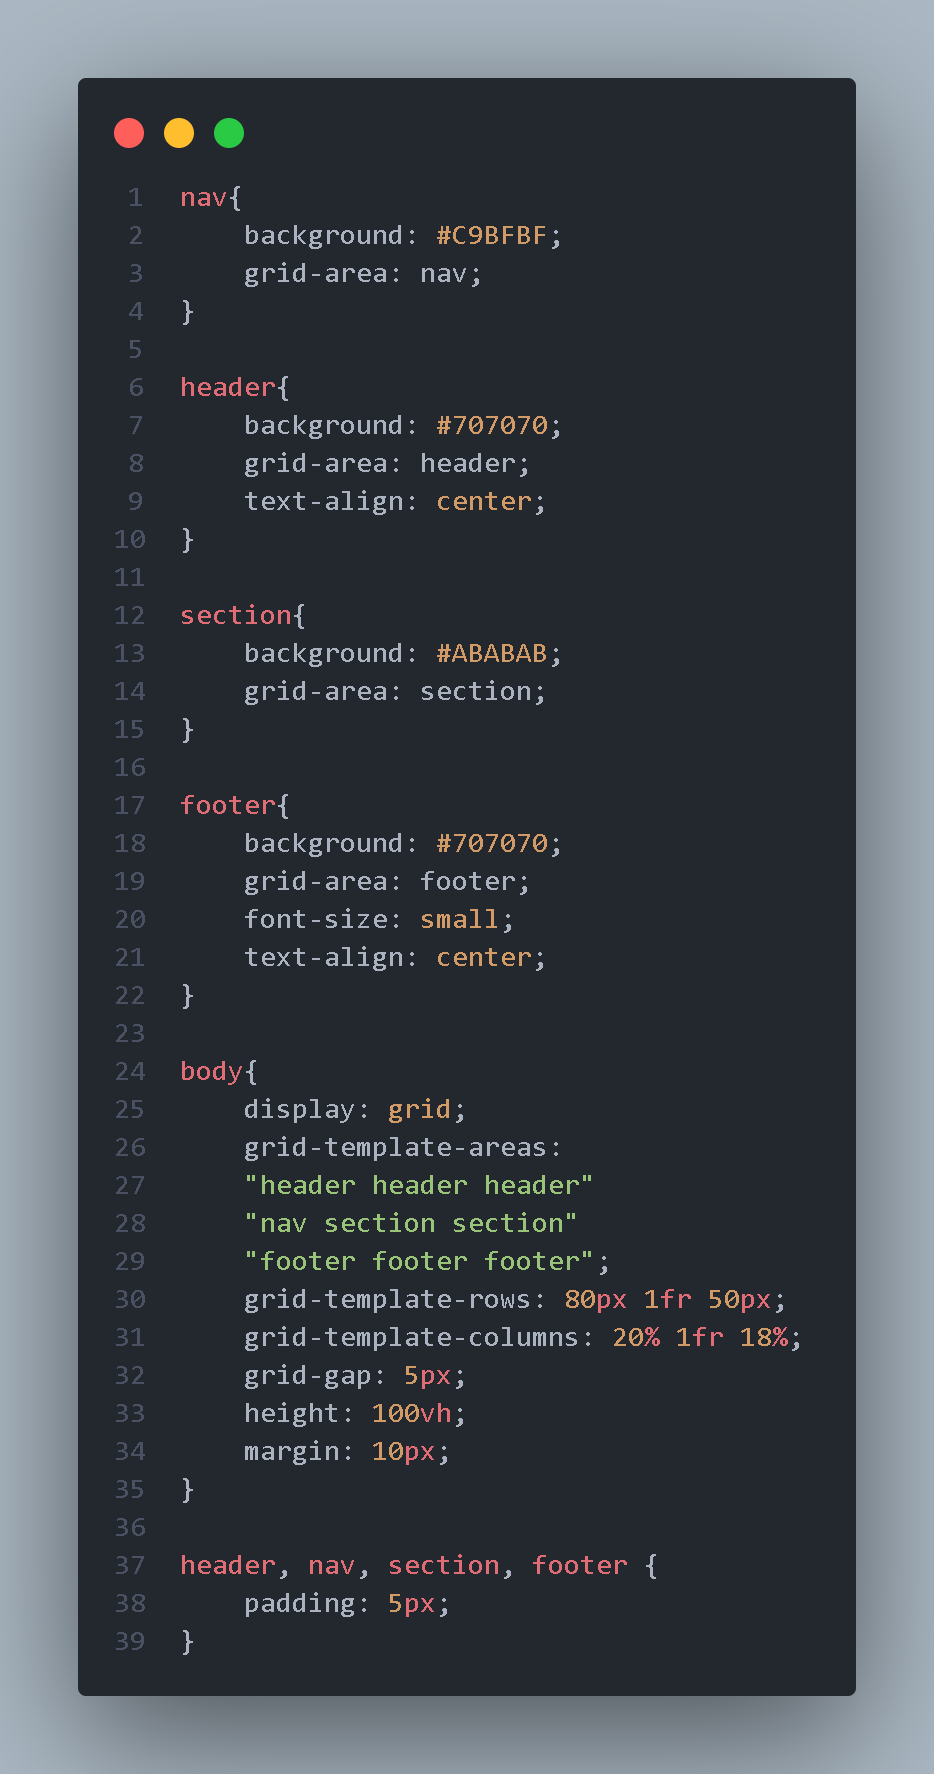 1 nav{
2     background: #C9BFBF;
3     grid-area: nav;
4 }
5
6 header{
7     background: #707070;
8     grid-area: header;
9     text-align: center;
10 }
11
12 section{
13     background: #ABABAB;
14     grid-area: section;
15 }
16
17 footer{
18     background: #707070;
19     grid-area: footer;
20     font-size: small;
21     text-align: center;
22 }
23
24 body{
25     display: grid;
26     grid-template-areas:
27     "header header header"
28     "nav section section"
29     "footer footer footer";
30     grid-template-rows: 80px 1fr 50px;
31     grid-template-columns: 20% 1fr 18%;
32     grid-gap: 5px;
33     height: 100vh;
34     margin: 10px;
35 }
36
37 header, nav, section, footer {
38     padding: 5px;
39 }